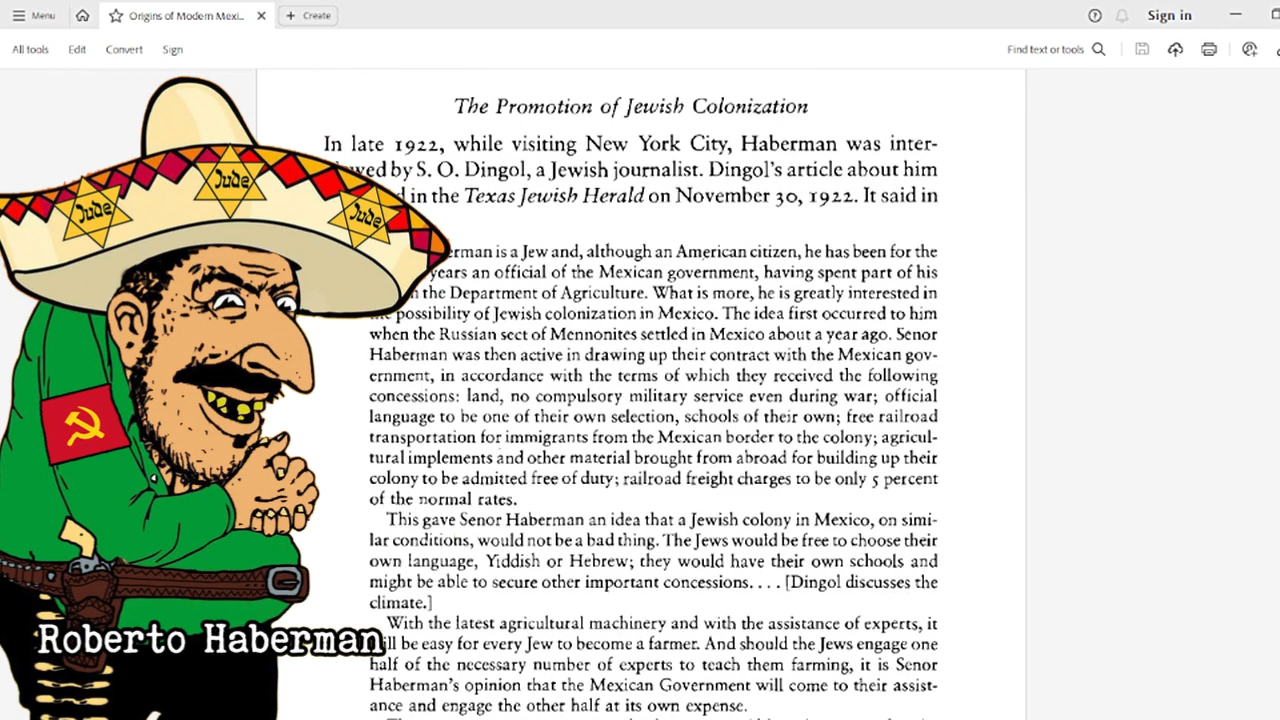 Menu
Origins of Modern Mexi...
Create
Sign in
All tools
Edit
Convert
Sign
Find text or tools
The Promotion of Jewish Colonization
In late 1922, while visiting New York City, Haberman was inter-
wed by S. O. Dingol, a Jewish journalist. Dingol's article about him
d in the Texas Jewish Herald on November 30, 1922. It said in
erman is a Jew and, although an American citizen, he has been for the
years an official of the Mexican government, having spent part of his
the Department of Agriculture. What is more, he is greatly interested in
possibility of Jewish colonization in Mexico. The idea first occurred to him
when the Russian sect of Mennonites settled in Mexico about a year ago. Senor
Haberman was then active in drawing up their contract with the Mexican gov-
ernment, in accordance with the terms of which they received the following
concessions: land, no compulsory military service even during war; official
language to be one of their own selection, schools of their own; free railroad
transportation for immigrants from the Mexican border to the colony; agricul-
tural implements and other material brought from abroad for building up their
colony to be admitted free of duty; railroad freight charges to be only 5 percent
of the normal rates.
This gave Senor Haberman an idea that a Jewish colony in Mexico, on simi-
lar conditions, would not be a bad thing. The Jews would be free to choose their
own language, Yiddish or Hebrew; they would have their own schools and
might be able to secure other important concessions. . . . [Dingol discusses the
climate.]
With the latest agricultural machinery and with the assistance of experts, it
ill be easy for every Jew to become a farmer. And should the Jews engage one
half of the necessary number of experts to teach them farming, it is Senor
Haberman's opinion that the Mexican Government will come to their assist-
ance and engage the other half at its own expense.
Jude
Jude
Jude
Roberto Haberman